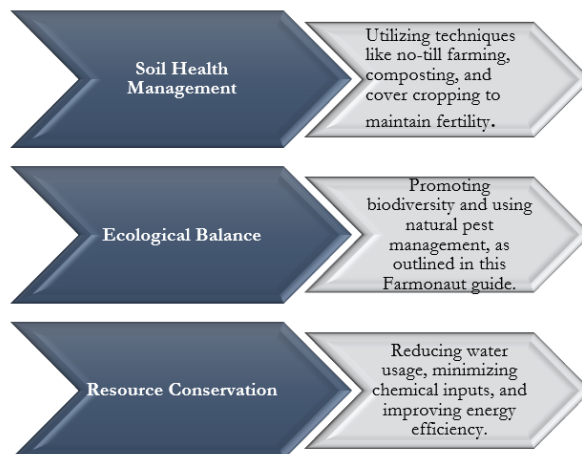 Soil Health
Management
Utilizing techniques
like no-till farming,
composting, and
cover cropping to
maintain fertility.
Ecological Balance
Promoting
biodiversity and using
natural pest
management, as
outlined in this
Farmonaut guide.
Resource Conservation
Reducing water
usage, minimizing
chemical inputs, and
improving energy
efficiency.